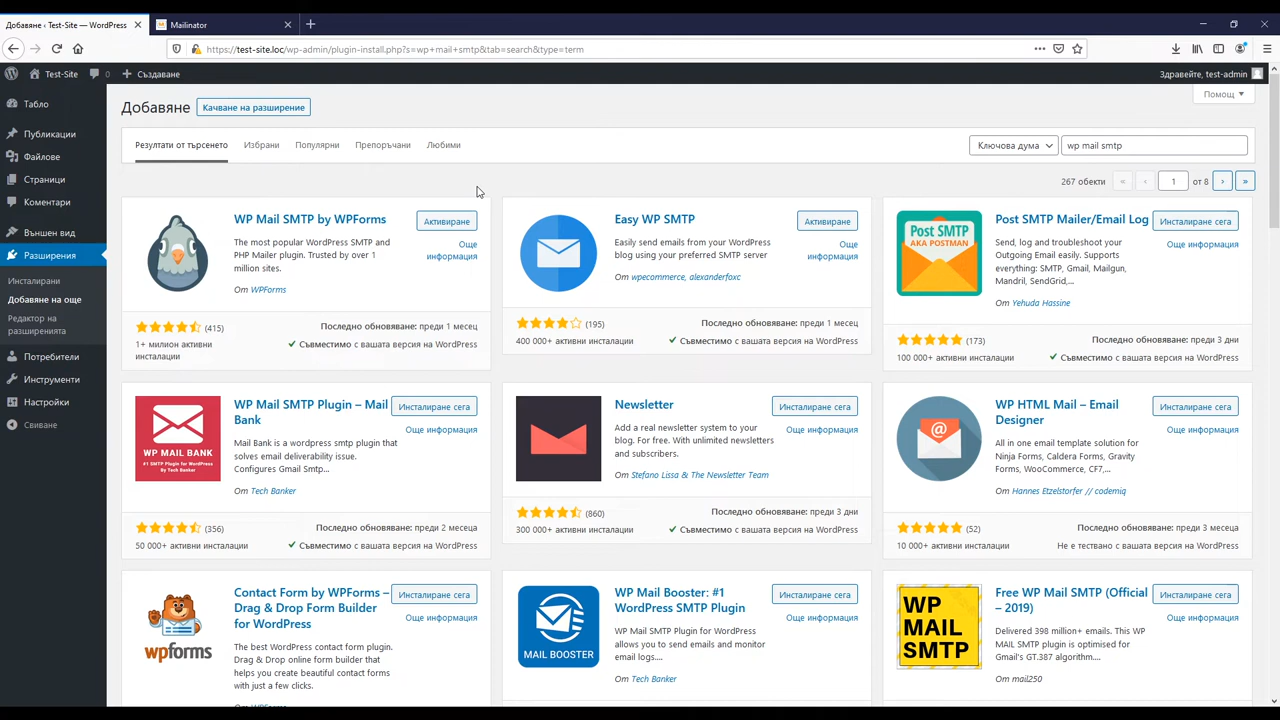 Добавяне ‹ Test-Site — WordPress
Mailinator
https://test-site.loc/wp-admin/plugin-install.php?s=wp+mail+smtp&tab=search&type=term
Test-Site
0
Създаване
Здравейте, test-admin
Табло
Публикации
Файлове
Страници
Коментари
Външен вид
Разширения
Инсталирани
Добавяне на още
Редактор на
разширенията
Потребители
Инструменти
Настройки
Свиване
Добавяне
Качване на разширение
Помощ
Резултати от търсенето
Избрани
Популярни
Препоръчани
Любими
Ключова дума
wp mail smtp
267 обекти
«
‹
1
от 8
›
»
WP Mail SMTP by WPForms
Активиране
The most popular WordPress SMTP and
PHP Mailer plugin. Trusted by over 1
million sites.
Още
информация
От WPForms
(415)
1+ милион активни
инсталации
Последно обновяване: преди 1 месец
Съвместимо с вашата версия на WordPress
Easy WP SMTP
Активиране
Easily send emails from your WordPress
blog using your preferred SMTP server
Още
информация
От wpecommerce, alexanderfoxc
(195)
400 000+ активни инсталации
Последно обновяване: преди 1 месец
Съвместимо с вашата версия на WordPress
Post SMTP
AKA POSTMAN
Post SMTP Mailer/Email Log
Инсталиране сега
Send, log and troubleshoot your
Outgoing Email easily. Supports
everything: SMTP, Gmail, Mailgun,
Mandril, SendGrid,...
Още информация
От Yehuda Hassine
(173)
100 000+ активни инсталации
Последно обновяване: преди 3 дни
Съвместимо с вашата версия на WordPress
WP MAIL BANK
#1 SMTP Plugin for WordPress
By Tech Banker
WP Mail SMTP Plugin – Mail
Bank
Инсталиране сега
Още информация
Mail Bank is a wordpress smtp plugin that
solves email deliverability issue.
Configures Gmail Smtp...
От Tech Banker
(356)
50 000+ активни инсталации
Последно обновяване: преди 2 месеца
Съвместимо с вашата версия на WordPress
Newsletter
Инсталиране сега
Add a real newsletter system to your
blog. For free. With unlimited newsletters
and subscribers.
Още информация
От Stefano Lissa & The Newsletter Team
(860)
300 000+ активни инсталации
Последно обновяване: преди 3 дни
Съвместимо с вашата версия на WordPress
@
WP HTML Mail – Email
Designer
Инсталиране сега
Още информация
All in one email template solution for
Ninja Forms, Caldera Forms, Gravity
Forms, WooCommerce, CF7,...
От Hannes Etzelstorfer // codemiq
(52)
10 000+ активни инсталации
Последно обновяване: преди 3 месеца
Не е тествано с вашата версия на WordPress
wpforms
Contact Form by WPForms –
Drag & Drop Form Builder
for WordPress
Инсталиране сега
Още информация
The best WordPress contact form plugin.
Drag & Drop online form builder that
helps you create beautiful contact forms
with just a few clicks.
От WPForms
MAIL BOOSTER
WP Mail Booster: #1
WordPress SMTP Plugin
Инсталиране сега
Още информация
WP Mail SMTP Plugin for WordPress
allows you to send emails and monitor
email logs....
От Tech Banker
WP
MAIL
SMTP
Free WP Mail SMTP (Official
– 2019)
Инсталиране сега
Още информация
Delivered 398 million+ emails. This WP
MAIL SMTP plugin is optimised for
Gmail's GT.387 algorithm....
От mail250